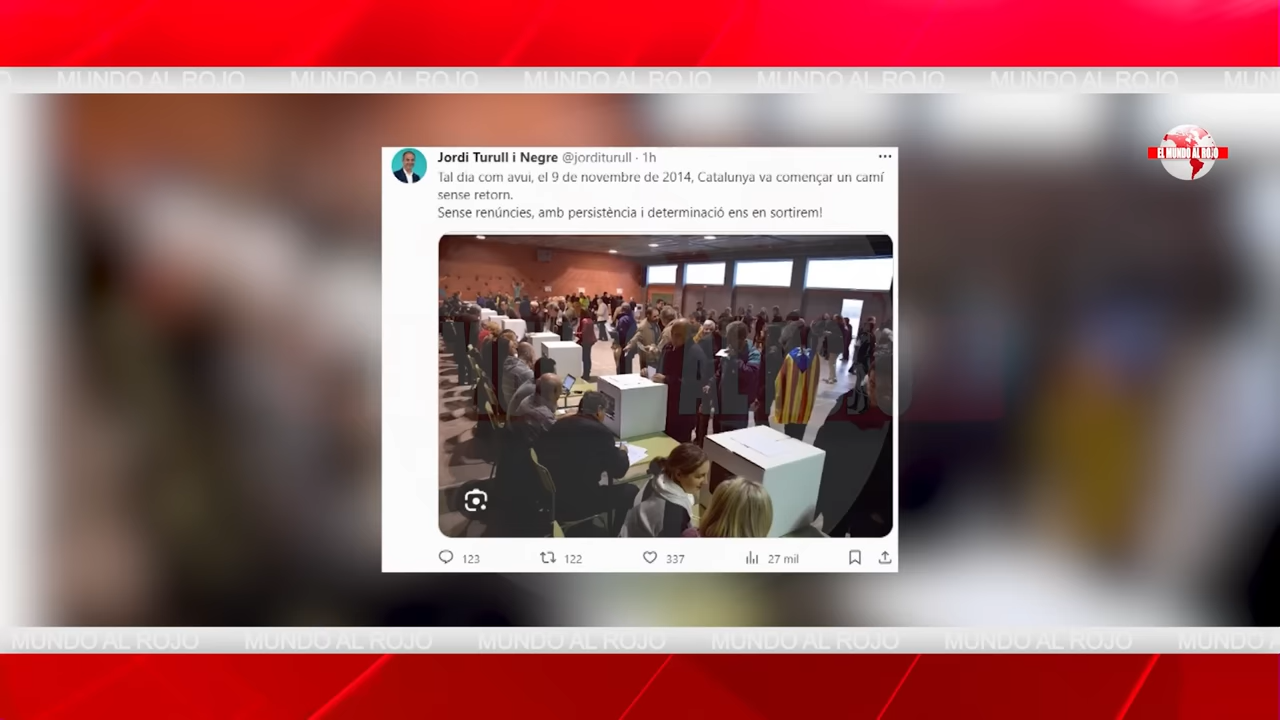 MUNDO AL ROJO MUNDO AL ROJO MUNDO AL ROJO MUNDO AL ROJO MUNDO AL ROJO
EL MUNDO AL ROJO
Jordi Turull i Negre @jorditurull · 1h
Tal dia com avui, el 9 de novembre de 2014, Catalunya va començar un camí
sense retorn.
Sense renúncies, amb persistència i determinació ens en sortirem!
123 122 337 27 mil
MUNDO AL ROJO MUNDO AL ROJO MUNDO AL ROJO MUNDO AL ROJO MUNDO AL ROJO